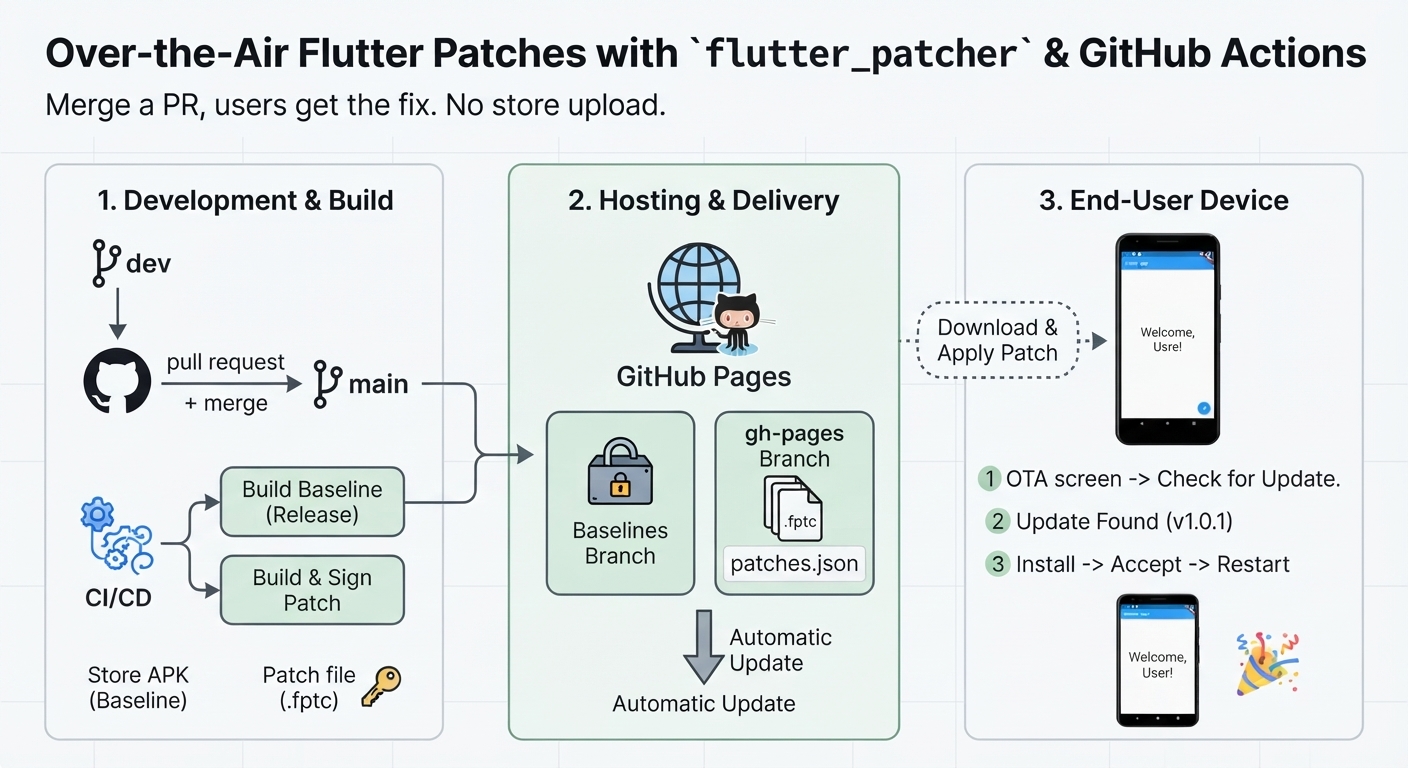 Over-the-Air Flutter Patches with `flutter_patcher` & GitHub Actions
Merge a PR, users get the fix. No store upload.
1. Development & Build
dev
pull request
+ merge
main
CI/CD
Build Baseline
(Release)
Build & Sign
Patch
Store APK
(Baseline)
Patch file
(.fptc)
2. Hosting & Delivery
GitHub Pages
Baselines
Branch
gh-pages
Branch
.fptc
patches.json
Automatic
Update
Automatic Update
Download &
Apply Patch
3. End-User Device
Welcome,
Usre!
1 OTA screen -> Check for Update.
2 Update Found (v1.0.1)
3 Install -> Accept -> Restart
Welcome,
User!